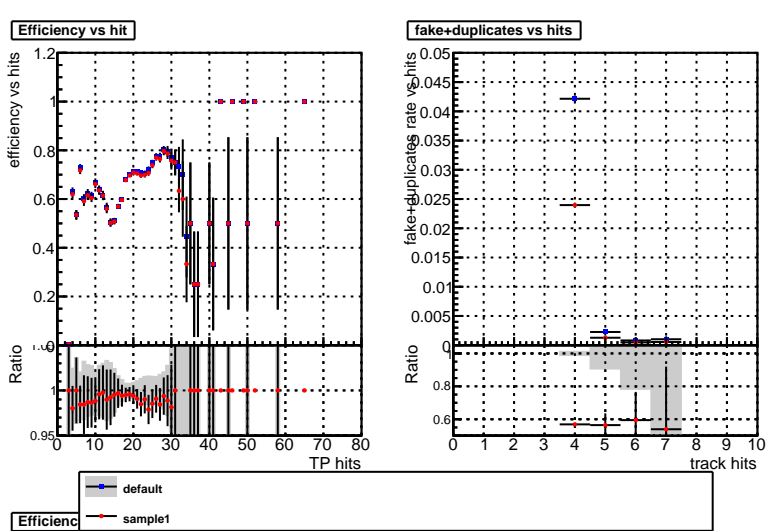 Efficiency vs hit
fake+duplicates vs hits
efficiency vs hits
1.2
1
0.8
0.6
0.4
0.2
Ratio
1
0.95
0 10 20 30 40 50 60 70 80
TP hits
fake+duplicates rate vs hits
0.05
0.045
0.04
0.035
0.03
0.025
0.02
0.015
0.01
0.005
0
Ratio
1
0.8
0.6
0 1 2 3 4 5 6 7 8 9 10
track hits
default
sample1
Efficienc